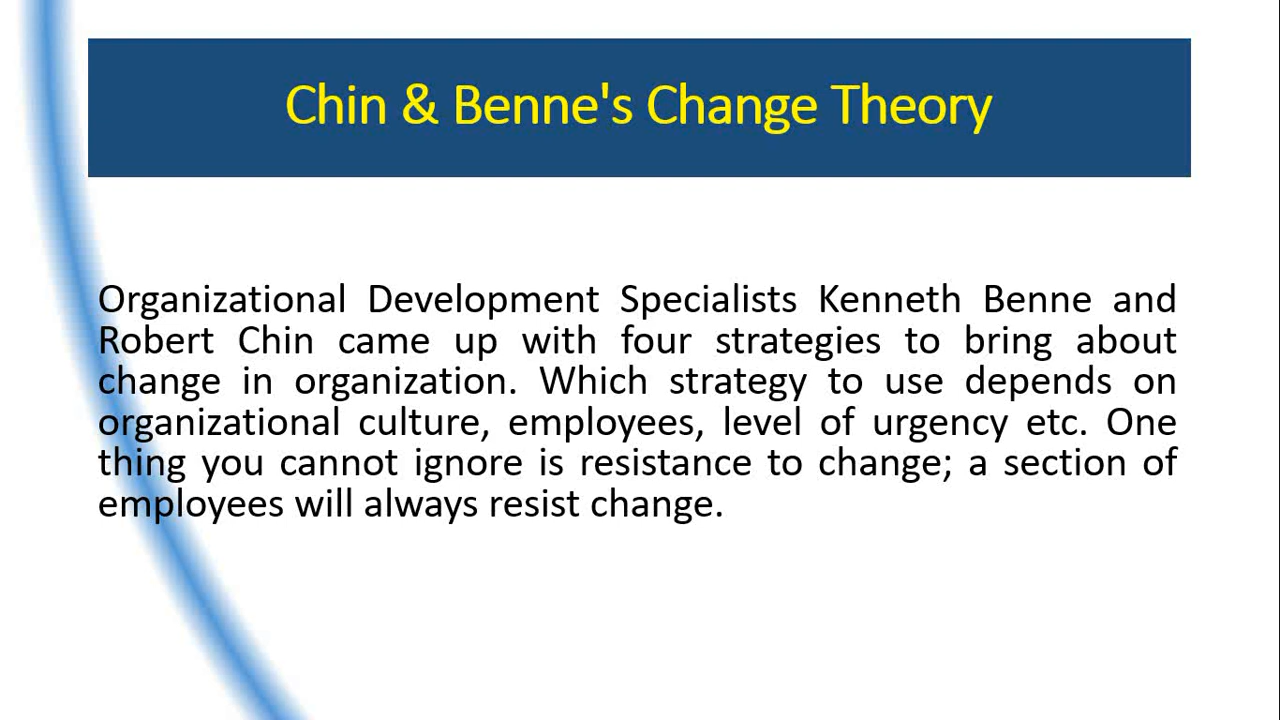 Chin & Benne's Change Theory
Organizational Development Specialists Kenneth Benne and
Robert Chin came up with four strategies to bring about
change in organization. Which strategy to use depends on
organizational culture, employees, level of urgency etc. One
thing you cannot ignore is resistance to change; a section of
employees will always resist change.